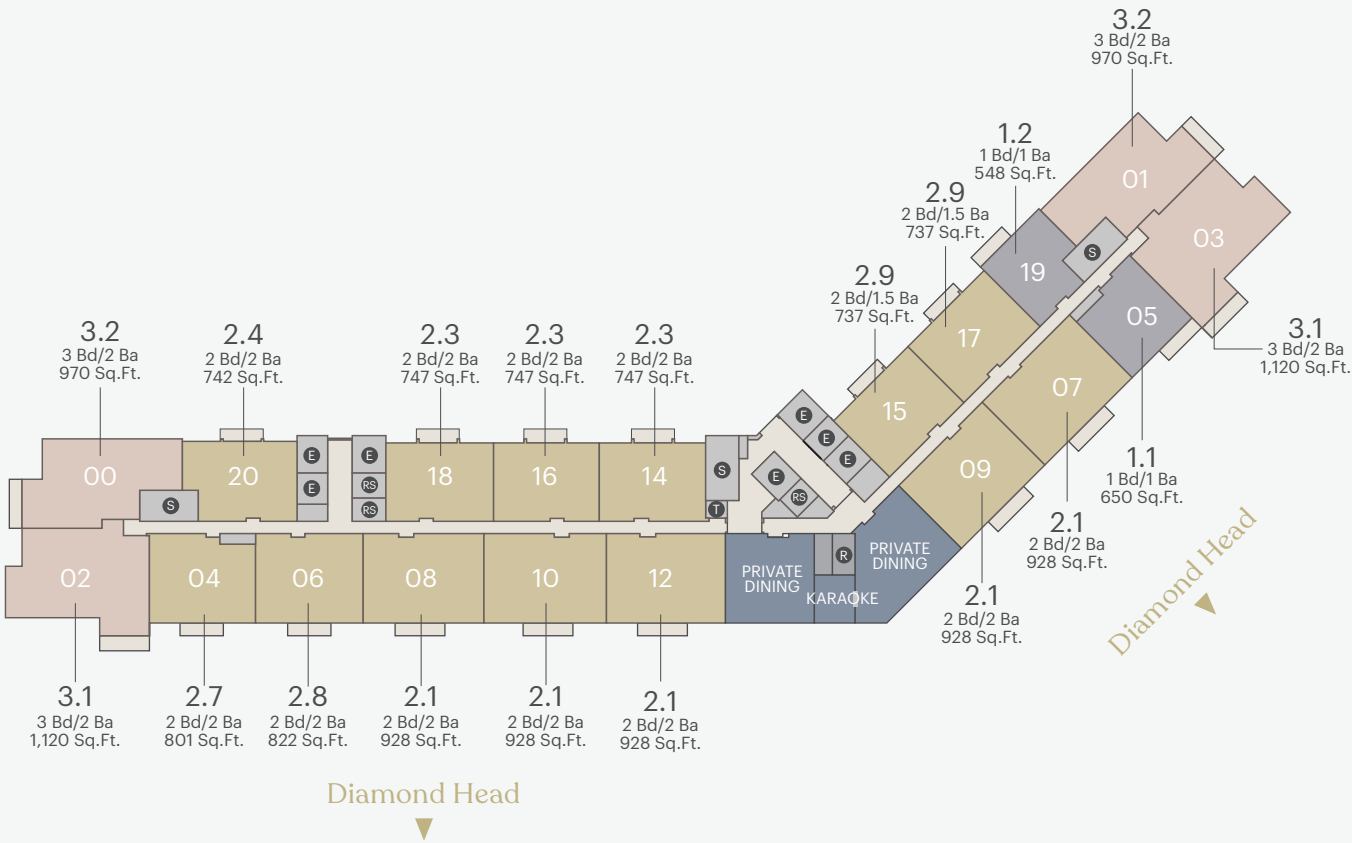 3.2
3 Bd/2 Ba
970 Sq.Ft.
1.2
1 Bd/1 Ba
548 Sq.Ft.
2.9
2 Bd/1.5 Ba
737 Sq.Ft.
2.9
2 Bd/1.5 Ba
737 Sq.Ft.
01
03
19
S
05
17
07
15
09
3.1
3 Bd/2 Ba
1,120 Sq.Ft.
1.1
1 Bd/1 Ba
650 Sq.Ft.
2.1
2 Bd/2 Ba
928 Sq.Ft.
2.1
2 Bd/2 Ba
928 Sq.Ft.
Diamond Head
3.2
3 Bd/2 Ba
970 Sq.Ft.
2.4
2 Bd/2 Ba
742 Sq.Ft.
2.3
2 Bd/2 Ba
747 Sq.Ft.
2.3
2 Bd/2 Ba
747 Sq.Ft.
2.3
2 Bd/2 Ba
747 Sq.Ft.
00
S
20
E
E
E
RS
RS
18
16
14
S
T
E
E
E
E
RS
02
04
06
08
10
12
PRIVATE
DINING
R
KARAOKE
PRIVATE
DINING
3.1
3 Bd/2 Ba
1,120 Sq.Ft.
2.7
2 Bd/2 Ba
801 Sq.Ft.
2.8
2 Bd/2 Ba
822 Sq.Ft.
2.1
2 Bd/2 Ba
928 Sq.Ft.
2.1
2 Bd/2 Ba
928 Sq.Ft.
2.1
2 Bd/2 Ba
928 Sq.Ft.
Diamond Head